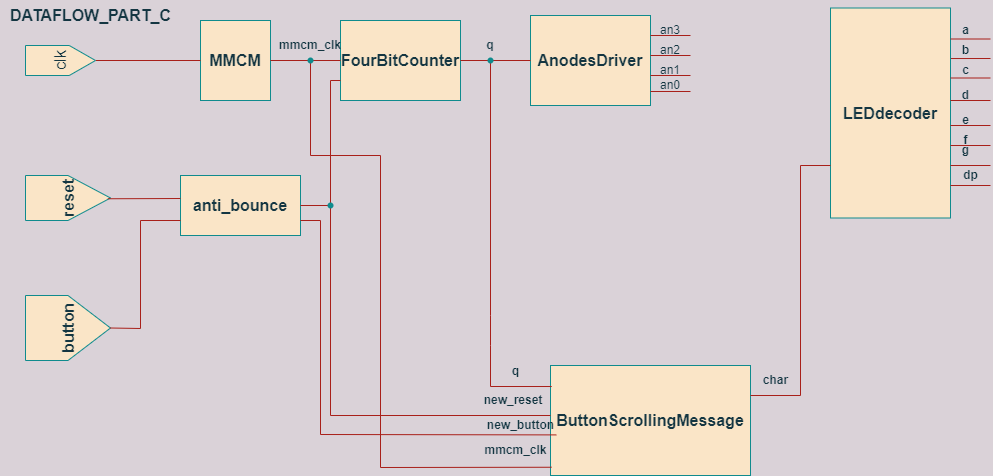 DATAFLOW_PART_C
clk
MMCM
mmcm_clk
FourBitCounter
q
AnodesDriver
an3
an2
an1
an0
LEDdecoder
a
b
c
d
e
f
g
dp
reset
anti_bounce
button
q
new_reset
new_button
mmcm_clk
ButtonScrollingMessage
char